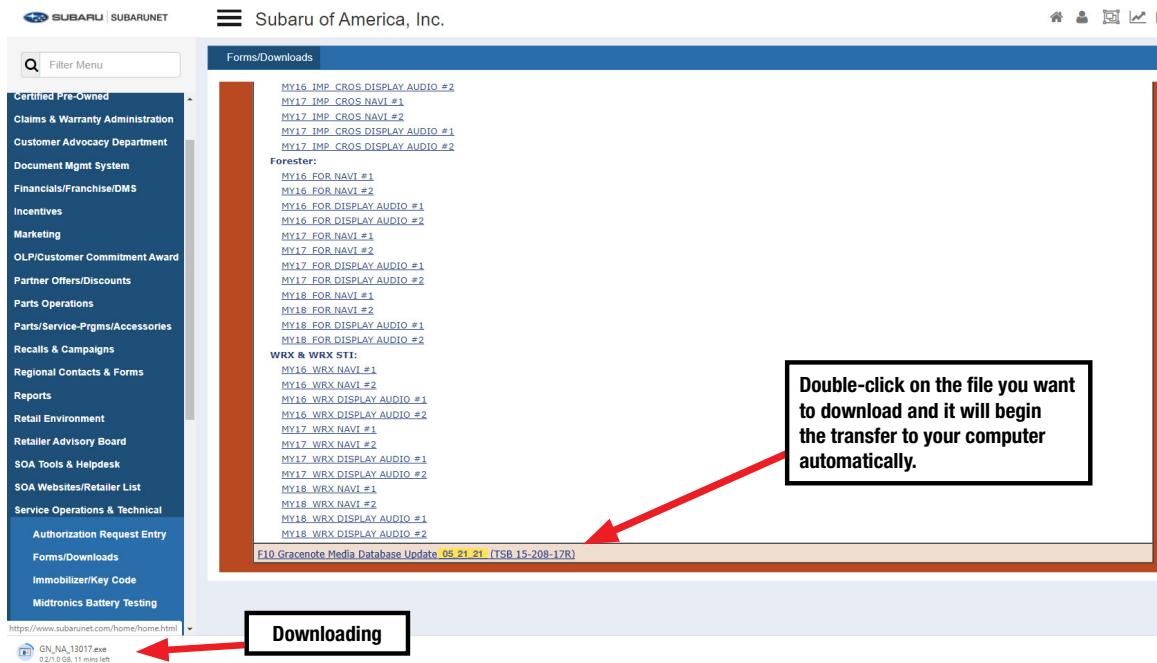 SUBARU SUBARUNET
Subaru of America, Inc.
Filter Menu
Forms/Downloads
Certified Pre-Owned
Claims & Warranty Administration
Customer Advocacy Department
Document Mgmt System
Financials/Franchise/DMS
Incentives
Marketing
OLP/Customer Commitment Award
Partner Offers/Discounts
Parts Operations
Parts/Service-Prgms/Accessories
Recalls & Campaigns
Regional Contacts & Forms
Reports
Retail Environment
Retailer Advisory Board
SOA Tools & Helpdesk
SOA Websites/Retailer List
Service Operations & Technical
Authorization Request Entry
Forms/Downloads
Immobilizer/Key Code
Midtronics Battery Testing
MY16 IMP CROS DISPLAY AUDIO #2
MY17 IMP CROS NAVI #1
MY17 IMP CROS NAVI #2
MY17 IMP CROS DISPLAY AUDIO #1
MY17 IMP CROS DISPLAY AUDIO #2
Forester:
MY16 FOR NAVI #1
MY16 FOR NAVI #2
MY16 FOR DISPLAY AUDIO #1
MY16 FOR DISPLAY AUDIO #2
MY17 FOR NAVI #1
MY17 FOR NAVI #2
MY17 FOR DISPLAY AUDIO #1
MY17 FOR DISPLAY AUDIO #2
MY18 FOR NAVI #1
MY18 FOR NAVI #2
MY18 FOR DISPLAY AUDIO #1
MY18 FOR DISPLAY AUDIO #2
WRX & WRX STI:
MY16 WRX NAVI #1
MY16 WRX NAVI #2
MY16 WRX DISPLAY AUDIO #1
MY16 WRX DISPLAY AUDIO #2
MY17 WRX NAVI #1
MY17 WRX NAVI #2
MY17 WRX DISPLAY AUDIO #1
MY17 WRX DISPLAY AUDIO #2
MY18 WRX NAVI #1
MY18 WRX NAVI #2
MY18 WRX DISPLAY AUDIO #1
MY18 WRX DISPLAY AUDIO #2
F10 Gracenote Media Database Update 05_21_21 (TSB 15-208-17R)
Double-click on the file you want
to download and it will begin
the transfer to your computer
automatically.
https://www.subarunet.com/home/home.html
Downloading
GN_NA_13017.exe
0.2/1.0 GB, 11 mins left